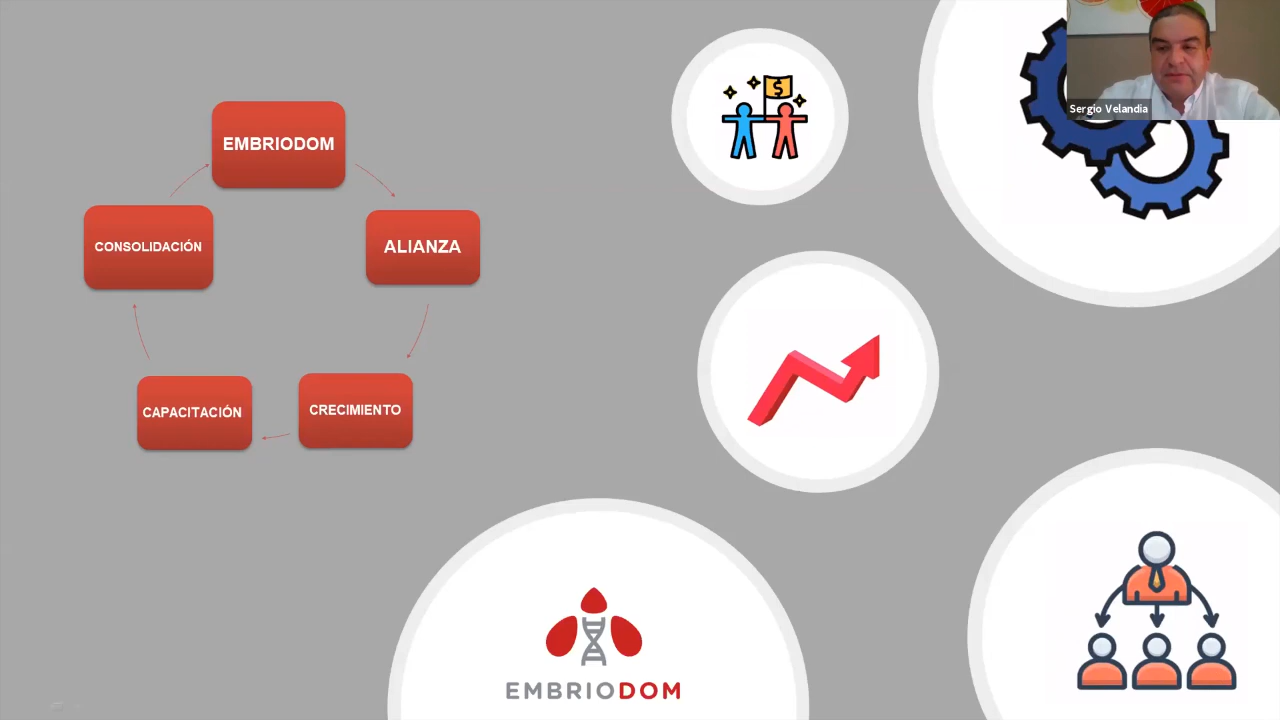 EMBRIODOM
ALIANZA
CRECIMIENTO
CAPACITACIÓN
CONSOLIDACIÓN
$
Sergio Velandia
EMBRIODOM